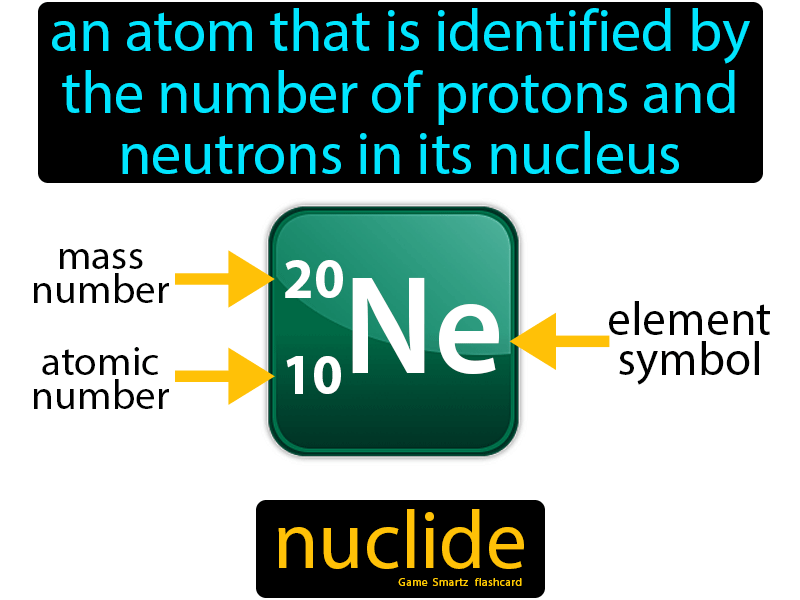 an atom that is identified by
the number of protons and
neutrons in its nucleus
mass
number
20
Ne
element
symbol
atomic
number
10
nuclide
Game Smartz flashcard